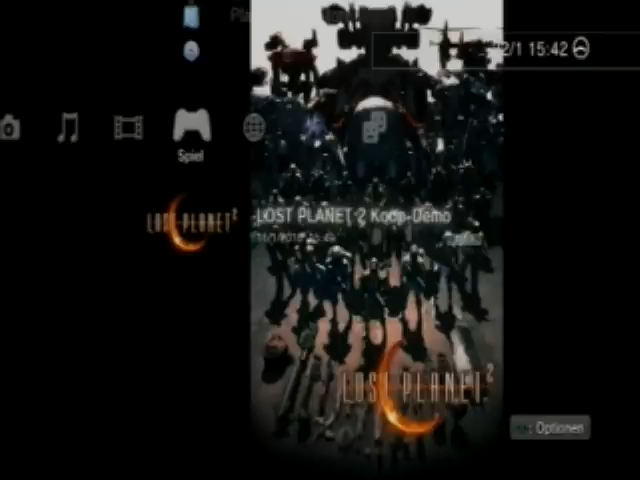 2/1 15:42
Spiel
LOST PLANET 2
LOST PLANET 2 Koop-Demo
LOST PLANET 2
: Optionen